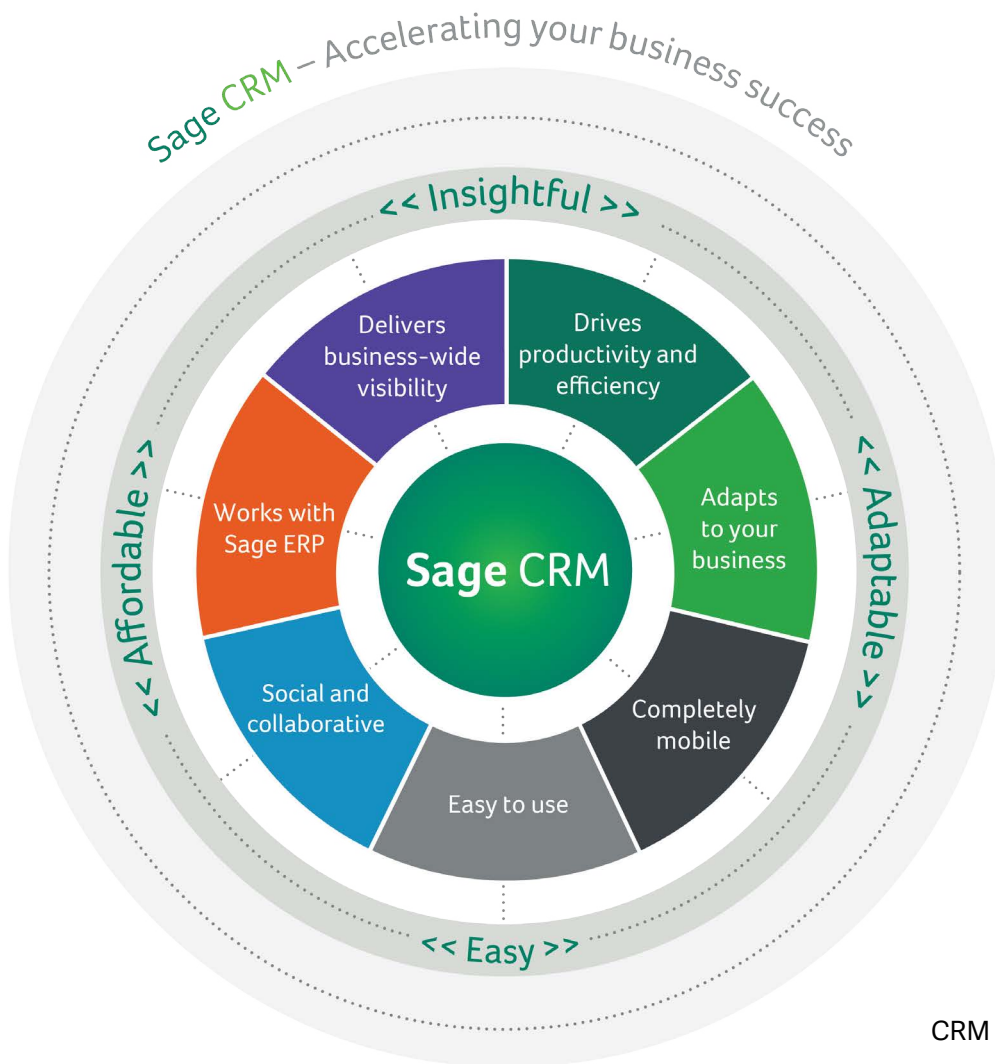 Sage CRM – Accelerating your business success
<< Insightful >>
<< Adaptable >>
<< Easy >>
<< Affordable >>
Delivers
business-wide
visibility
Drives
productivity and
efficiency
Adapts
to your
business
Completely
mobile
Easy to use
Social and
collaborative
Works with
Sage ERP
Sage CRM
CRM